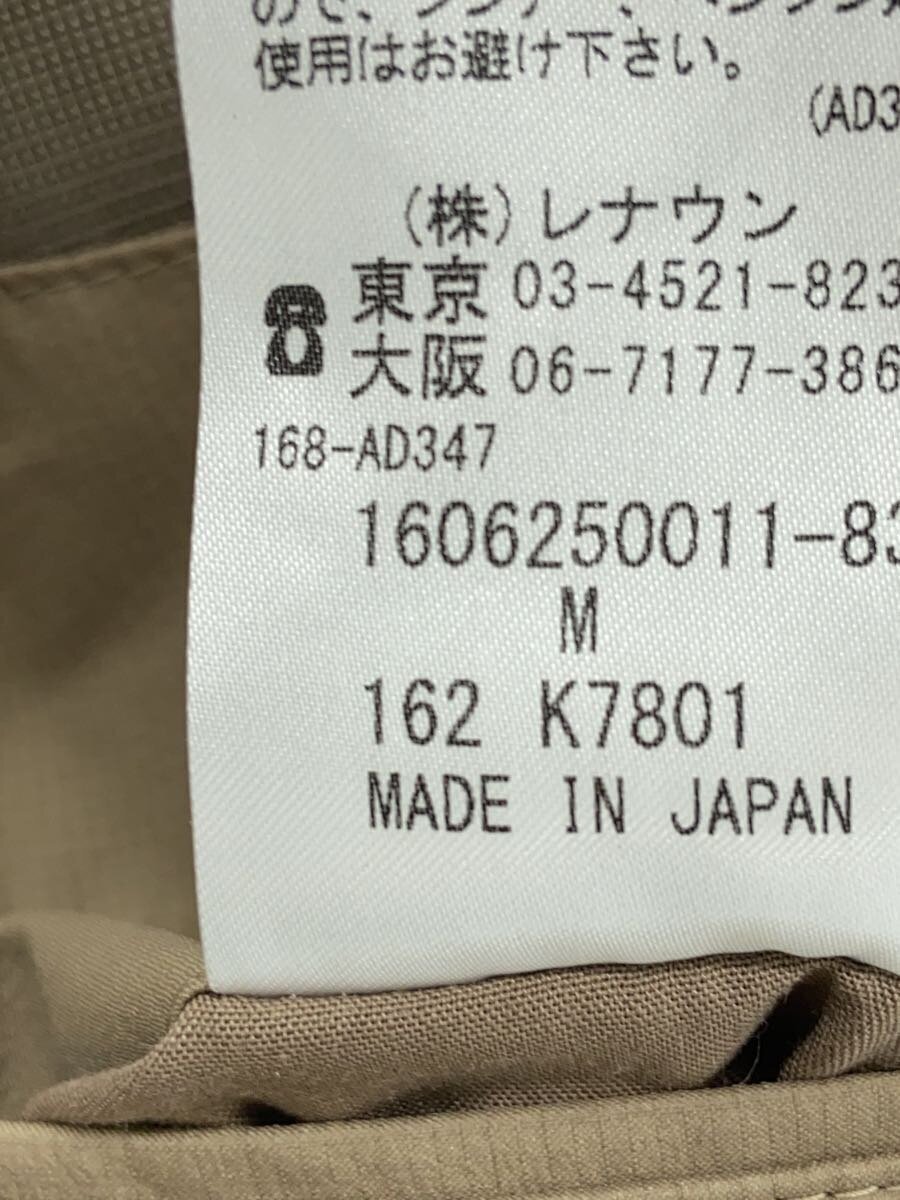 使用はお避け下さい。
(AD3
(株)レナウン
東京 03-4521-823
大阪 06-7177-386
168-AD347
1606250011-83
M
162 K7801
MADE IN JAPAN